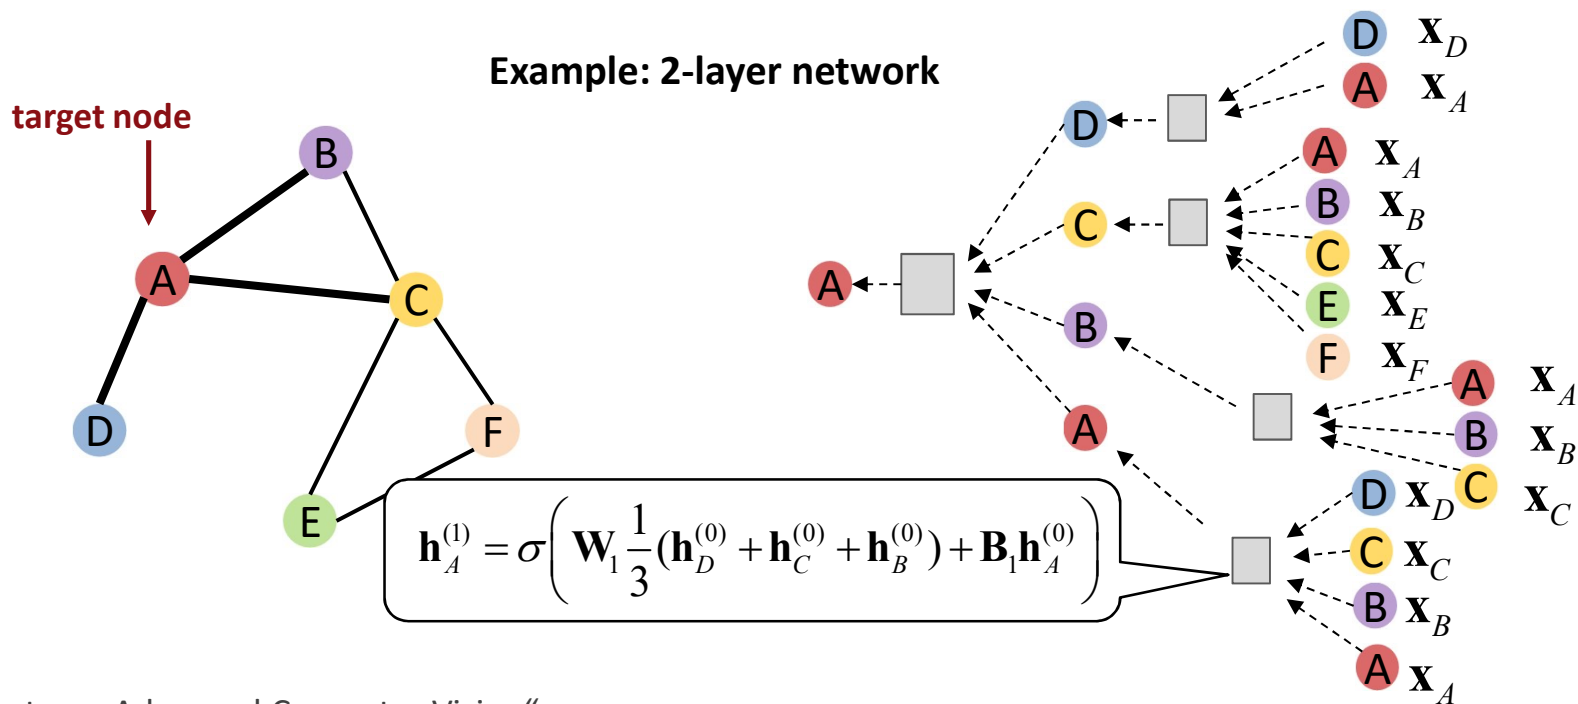 Example: 2-layer network
target node
B
A
C
D
F
E
A
D
C
B
A
D x_D
A x_A
A x_A
B x_B
C x_C
E x_E
F x_F
A x_A
B x_B
C x_C
D x_D
C x_C
B x_B
A x_A
h_A^{(1)} = σ( W_1 \frac{1}{3} (h_D^{(0)} + h_C^{(0)} + h_B^{(0)}) + B_1 h_A^{(0)} )